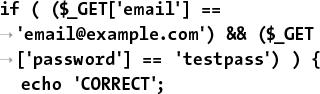 if ( ($_GET['email'] ==
→'email@example.com') && ($_GET
→['password'] == 'testpass') ) {
  echo 'CORRECT';